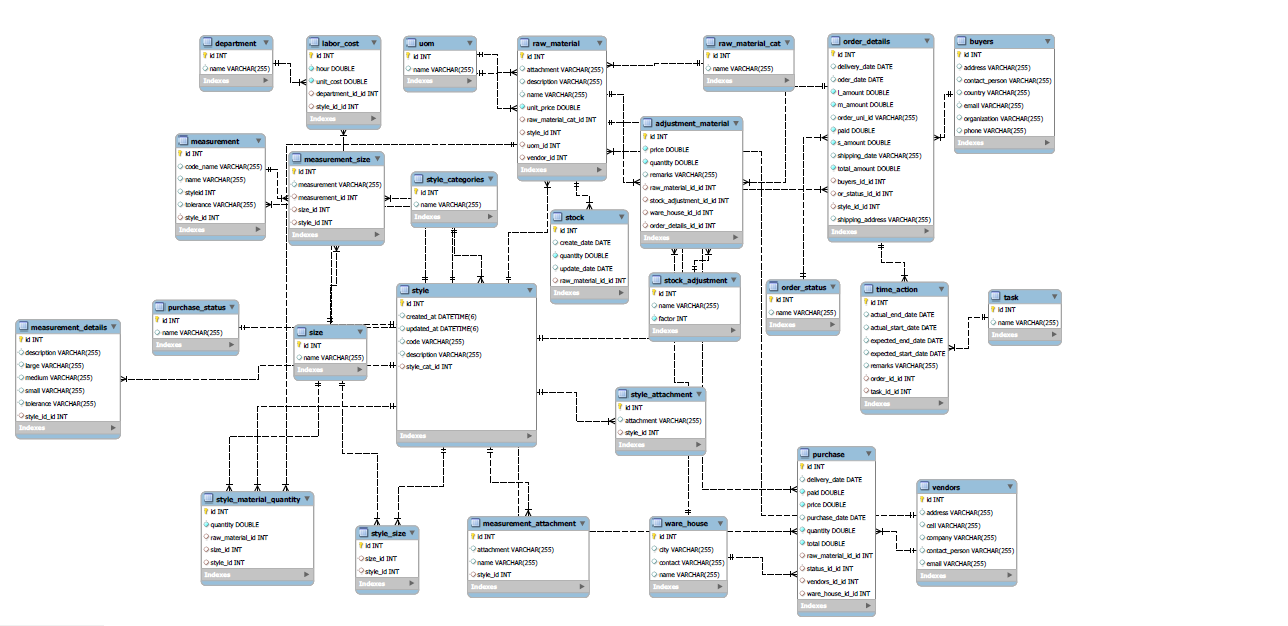 department
id INT
name VARCHAR(255)
Indexes
labor_cost
id INT
hour DOUBLE
unit_cost DOUBLE
department_id_id INT
style_id_id INT
Indexes
uom
id INT
name VARCHAR(255)
Indexes
raw_material
id INT
attachment VARCHAR(255)
description VARCHAR(255)
name VARCHAR(255)
unit_price DOUBLE
raw_material_cat_id INT
style_id INT
uom_id INT
vendor_id INT
Indexes
raw_material_cat
id INT
name VARCHAR(255)
Indexes
order_details
id INT
delivery_date DATE
oder_date DATE
l_amount DOUBLE
m_amount DOUBLE
order_uni_id VARCHAR(255)
paid DOUBLE
s_amount DOUBLE
shipping_date VARCHAR(255)
total_amount DOUBLE
buyers_id_id INT
or_status_id_id INT
style_id_id INT
shipping_address VARCHAR(255)
Indexes
buyers
id INT
address VARCHAR(255)
contact_person VARCHAR(255)
country VARCHAR(255)
email VARCHAR(255)
organization VARCHAR(255)
phone VARCHAR(255)
Indexes
measurement
id INT
code_name VARCHAR(255)
name VARCHAR(255)
styleid INT
tolerance VARCHAR(255)
style_id INT
Indexes
measurement_size
id INT
measurement VARCHAR(255)
measurement_id INT
size_id INT
style_id INT
Indexes
style_categories
id INT
name VARCHAR(255)
Indexes
adjustment_material
id INT
price DOUBLE
quantity DOUBLE
remarks VARCHAR(255)
raw_material_id_id INT
stock_adjustment_id_id INT
ware_house_id_id INT
order_details_id_id INT
Indexes
stock
id INT
create_date DATE
quantity DOUBLE
update_date DATE
raw_material_id_id INT
Indexes
stock_adjustment
id INT
name VARCHAR(255)
factor INT
Indexes
order_status
id INT
name VARCHAR(255)
Indexes
time_action
id INT
actual_end_date DATE
actual_start_date DATE
expected_end_date DATE
expected_start_date DATE
remarks VARCHAR(255)
order_id_id INT
task_id_id INT
Indexes
task
id INT
name VARCHAR(255)
Indexes
purchase_status
id INT
name VARCHAR(255)
Indexes
measurement_details
id INT
description VARCHAR(255)
large VARCHAR(255)
medium VARCHAR(255)
small VARCHAR(255)
tolerance VARCHAR(255)
style_id_id INT
Indexes
size
id INT
name VARCHAR(255)
Indexes
style
id INT
created_at DATETIME(6)
updated_at DATETIME(6)
code VARCHAR(255)
description VARCHAR(255)
style_cat_id INT
Indexes
style_attachment
id INT
attachment VARCHAR(255)
style_id INT
Indexes
style_material_quantity
id INT
quantity DOUBLE
raw_material_id INT
size_id INT
style_id INT
Indexes
style_size
id INT
size_id INT
style_id INT
Indexes
measurement_attachment
id INT
attachment VARCHAR(255)
name VARCHAR(255)
style_id INT
Indexes
ware_house
id INT
city VARCHAR(255)
contact VARCHAR(255)
name VARCHAR(255)
Indexes
purchase
id INT
delivery_date DATE
paid DOUBLE
price DOUBLE
purchase_date DATE
quantity DOUBLE
total DOUBLE
raw_material_id_id INT
status_id_id INT
vendors_id_id INT
ware_house_id_id INT
Indexes
vendors
id INT
address VARCHAR(255)
cell VARCHAR(255)
company VARCHAR(255)
contact_person VARCHAR(255)
email VARCHAR(255)
Indexes